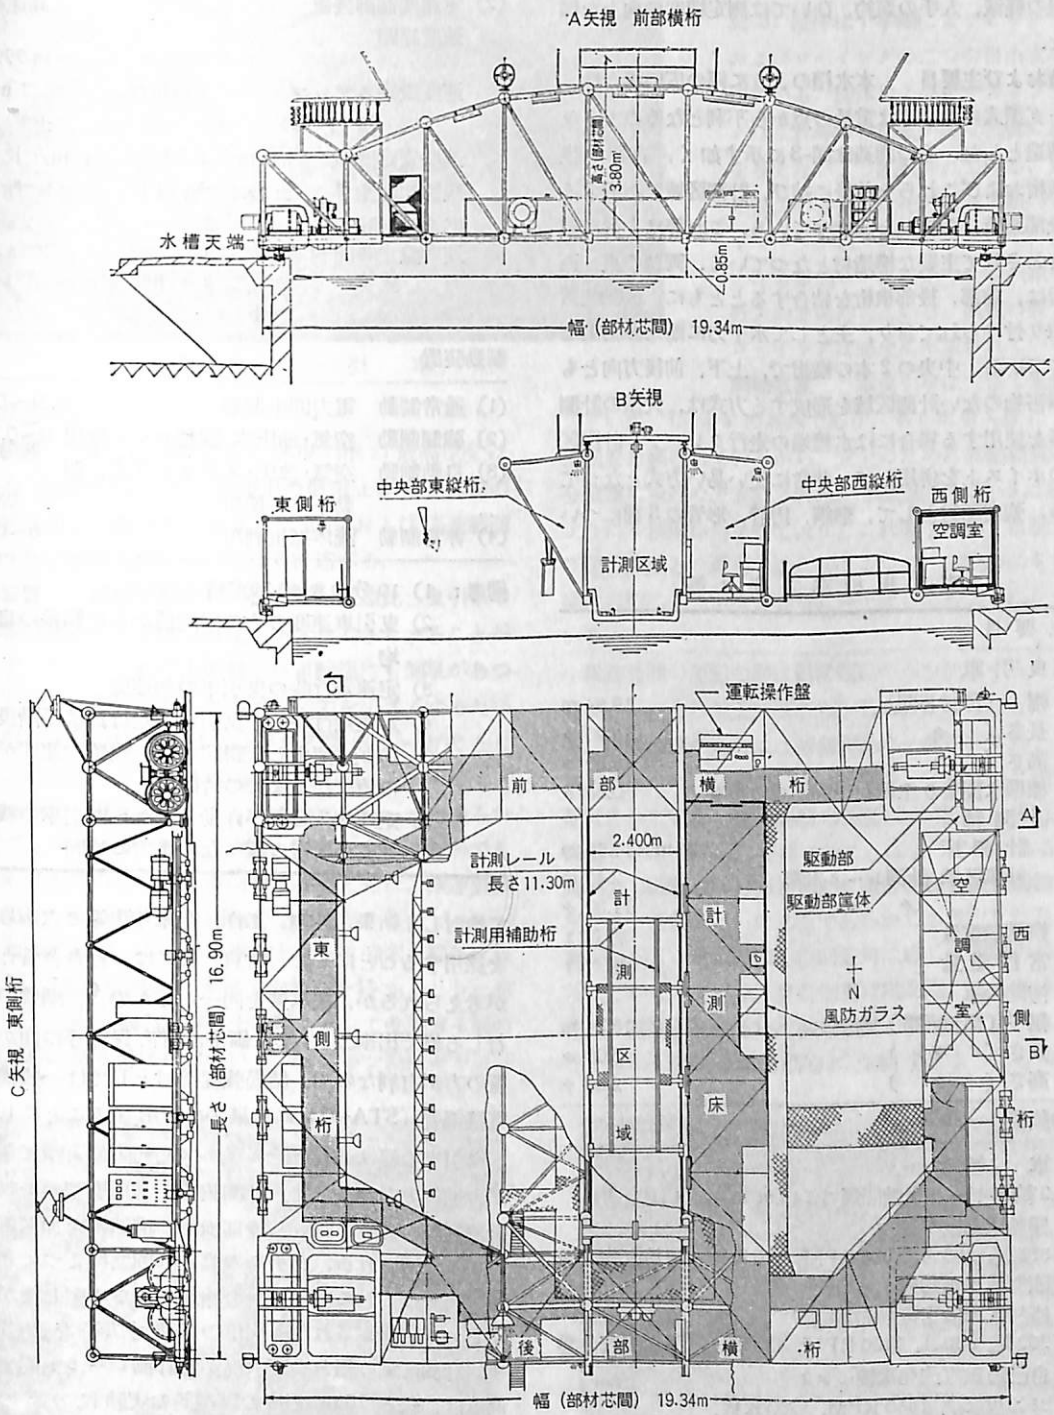 A矢視 前部横桁
高さ(部材芯間)
3.80m
水槽天端
0.85m
幅 (部材芯間) 19.34m
B矢視
中央部東縦桁
中央部西縦桁
東側桁
西側桁
空調室
計測区域
C
運転操作盤
前部横桁
A
2.400m
計測レール
長さ11.30m
計測用補助桁
駆動部
駆動部筐体
空調室
計測区域
計測床
東側桁
西側桁
N
風防ガラス
B
C矢視 東側桁
長さ(部材芯間) 16.90m
後部横桁
幅 (部材芯間) 19.34m